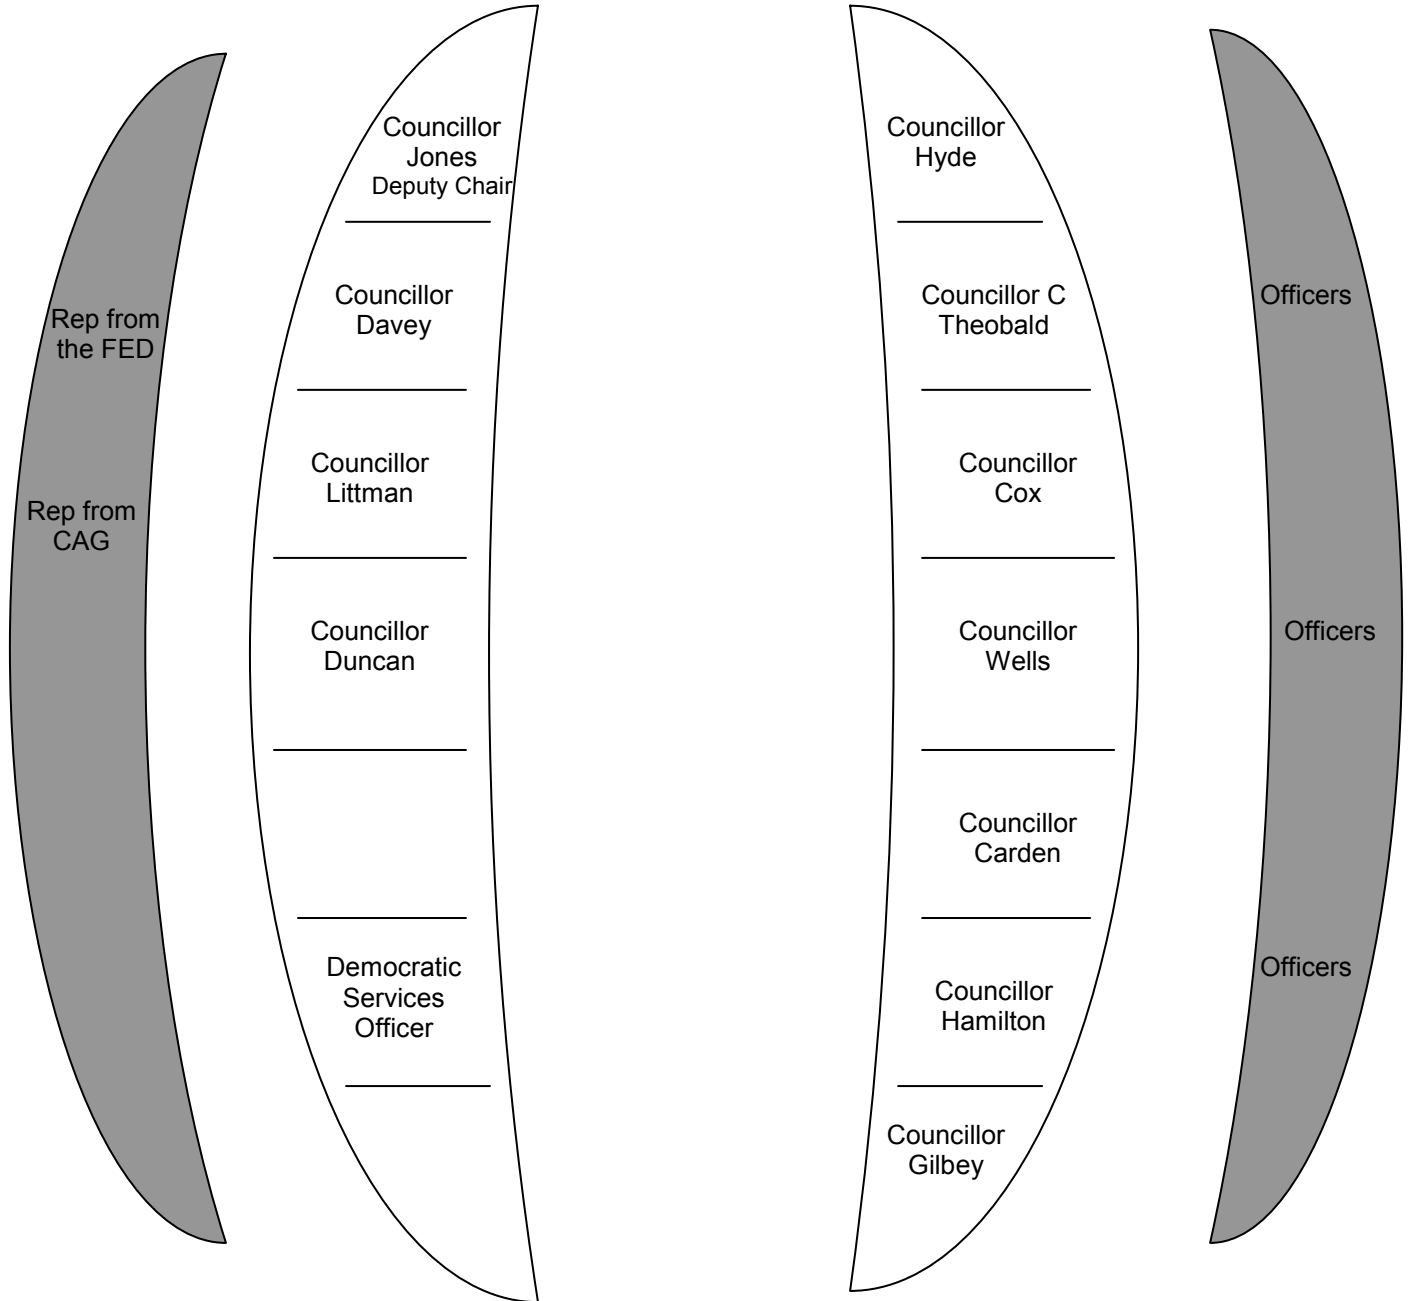 Rep from
the FED
Rep from
CAG
Councillor
Jones
Deputy Chair
Councillor
Davey
Councillor
Littman
Councillor
Duncan
Democratic
Services
Officer
Councillor
Hyde
Councillor C
Theobald
Councillor
Cox
Councillor
Wells
Councillor
Carden
Councillor
Hamilton
Councillor
Gilbey
Officers
Officers
Officers